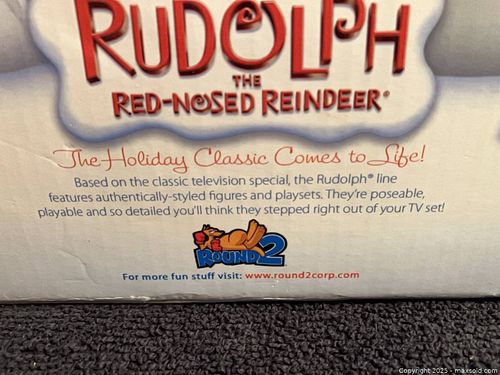 RUDOLPH
THE
RED-NOSED REINDEER®
The Holiday Classic Comes to Life!
Based on the classic television special, the Rudolph® line
features authentically-styled figures and playsets. They're poseable,
playable and so detailed you'll think they stepped right out of your TV set!
ROUND 2
For more fun stuff visit: www.round2corp.com
Copyright 2025 - maxsold.com